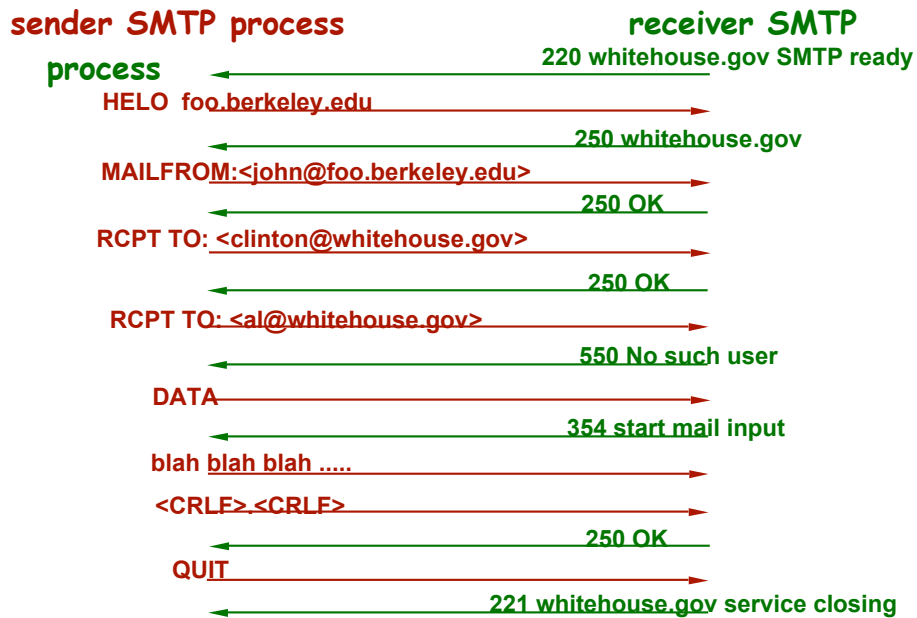 sender SMTP process receiver SMTP
process 220 whitehouse.gov SMTP ready
HELO foo.berkeley.edu
250 whitehouse.gov
MAILFROM:<john@foo.berkeley.edu>
250 OK
RCPT TO: <clinton@whitehouse.gov>
250 OK
RCPT TO: <al@whitehouse.gov>
550 No such user
DATA
354 start mail input
blah blah blah .....
<CRLF>.<CRLF>
250 OK
QUIT
221 whitehouse.gov service closing